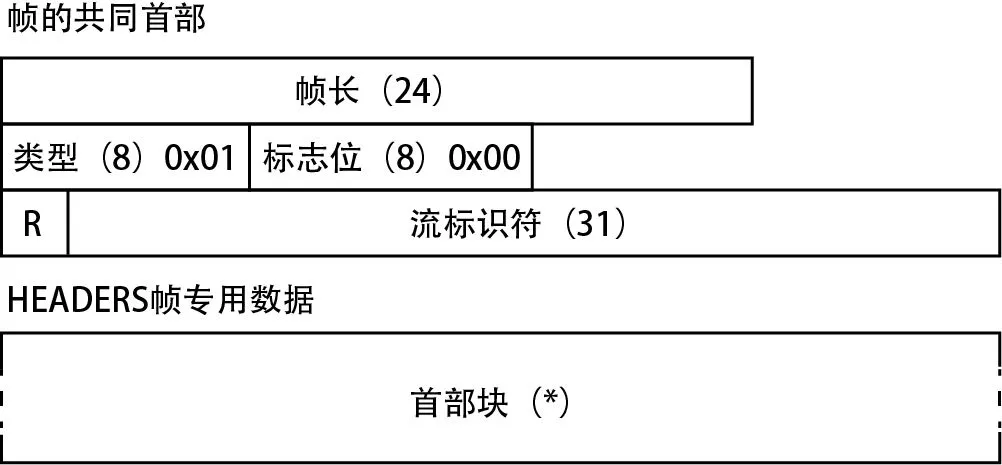 帧的共同首部
帧长（24）
类型（8）0x01 标志位（8）0x00
R 流标识符（31）
HEADERS帧专用数据
首部块（*）